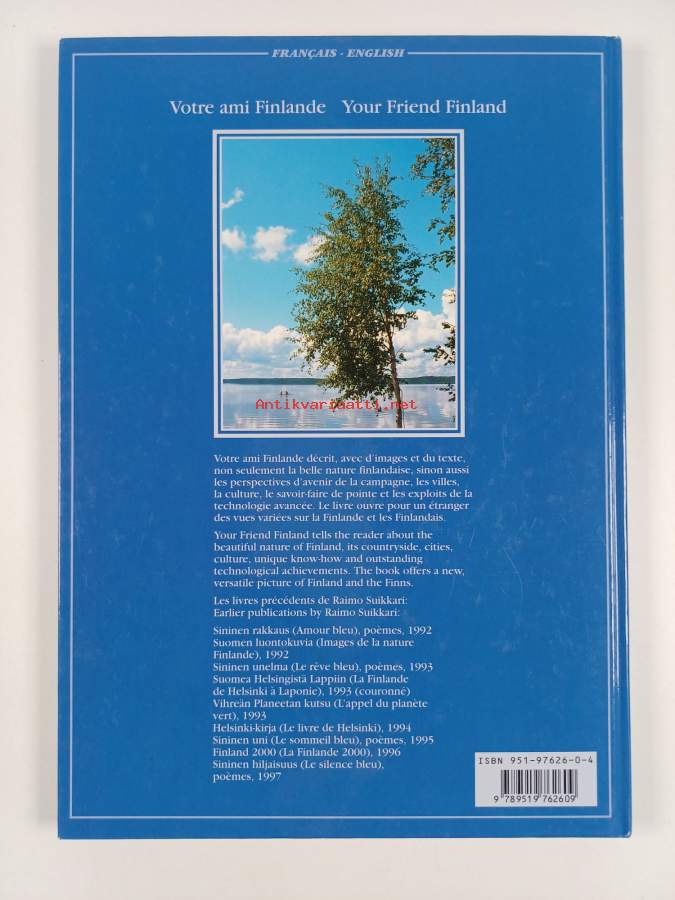 FRANÇAIS - ENGLISH
Votre ami Finlande Your Friend Finland
Antikvariaatti.net
Votre ami Finlande décrit, avec d'images et du texte,
non seulement la belle nature finlandaise, sinon aussi
les perspectives d'avenir de la campagne, les villes,
la culture, le savoir-faire de pointe et les exploits de la
technologie avancée. Le livre ouvre pour un étranger
des vues variées sur la Finlande et les Finlandais.
Your Friend Finland tells the reader about the
beautiful nature of Finland, its countryside, cities,
culture, unique know-how and outstanding
technological achievements. The book offers a new,
versatile picture of Finland and the Finns.
Les livres précédents de Raimo Suikkari:
Earlier publications by Raimo Suikkari:
Sininen rakkaus (Amour bleu), poèmes, 1992
Suomen luontokuvia (Images de la nature
Finlande), 1992
Sininen unelma (Le rêve bleu), poèmes, 1993
Suomea Helsingistä Lappiin (La Finlande
de Helsinki à Laponie), 1993 (couronné)
Vihreän Planeetan kutsu (L'appel du planète
vert), 1993
Helsinki-kirja (Le livre de Helsinki), 1994
Sininen uni (Le sommeil bleu), poèmes, 1995
Finland 2000 (La Finlande 2000), 1996
Sininen hiljaisuus (Le silence bleu),
poèmes, 1997
ISBN 951-97626-0-4
9 789519 762609